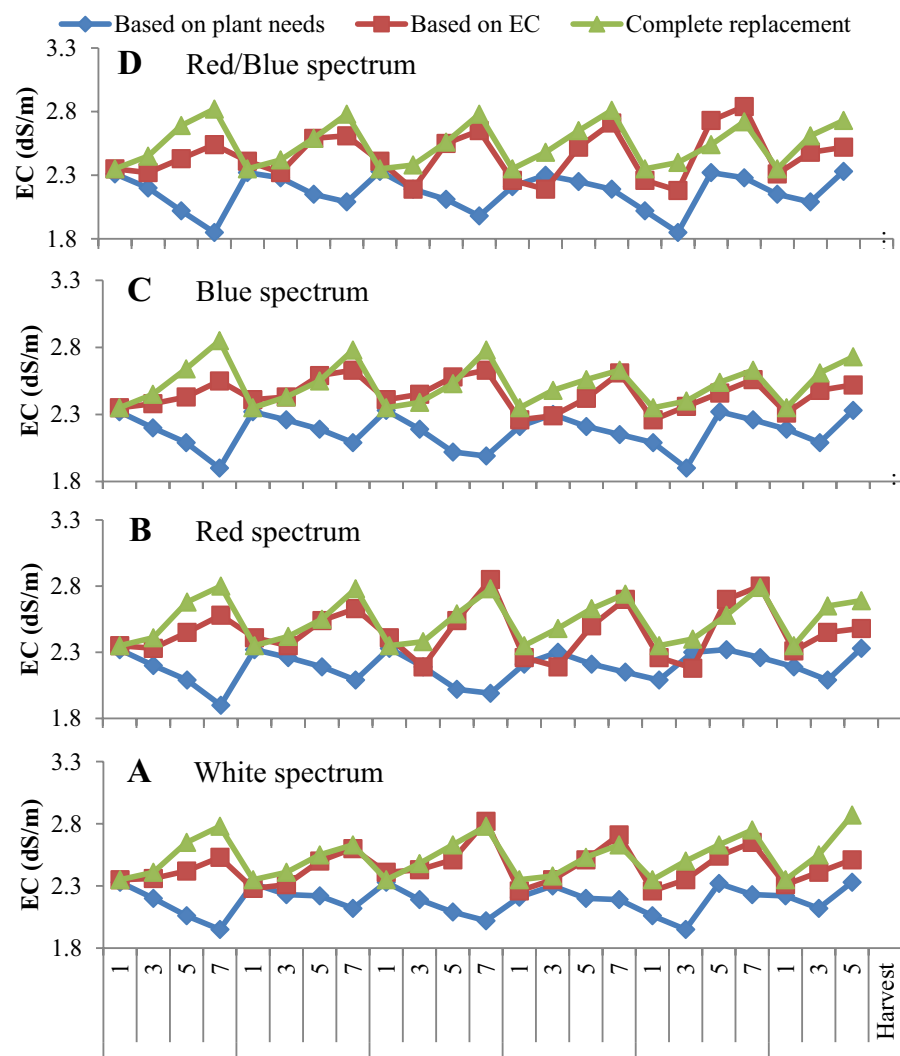 Based on plant needs Based on EC Complete replacement
D Red/Blue spectrum
EC (dS/m)
3.3
2.8
2.3
1.8
:
C Blue spectrum
EC (dS/m)
3.3
2.8
2.3
1.8
:
B Red spectrum
EC (dS/m)
3.3
2.8
2.3
1.8
A White spectrum
EC (dS/m)
3.3
2.8
2.3
1.8
1 3 5 7 1 3 5 7 1 3 5 7 1 3 5 7 1 3 5 7 1 3 5 Harvest